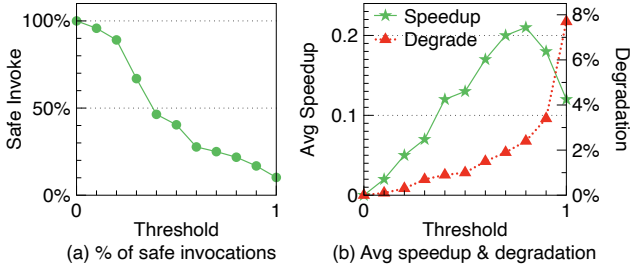 100%
50%
0%
Safe Invoke
0
1
Threshold
(a) % of safe invocations
Speedup
Degrade
0.2
0.1
0
Avg Speedup
8%
6%
4%
2%
0%
Degradation
0
1
Threshold
(b) Avg speedup & degradation